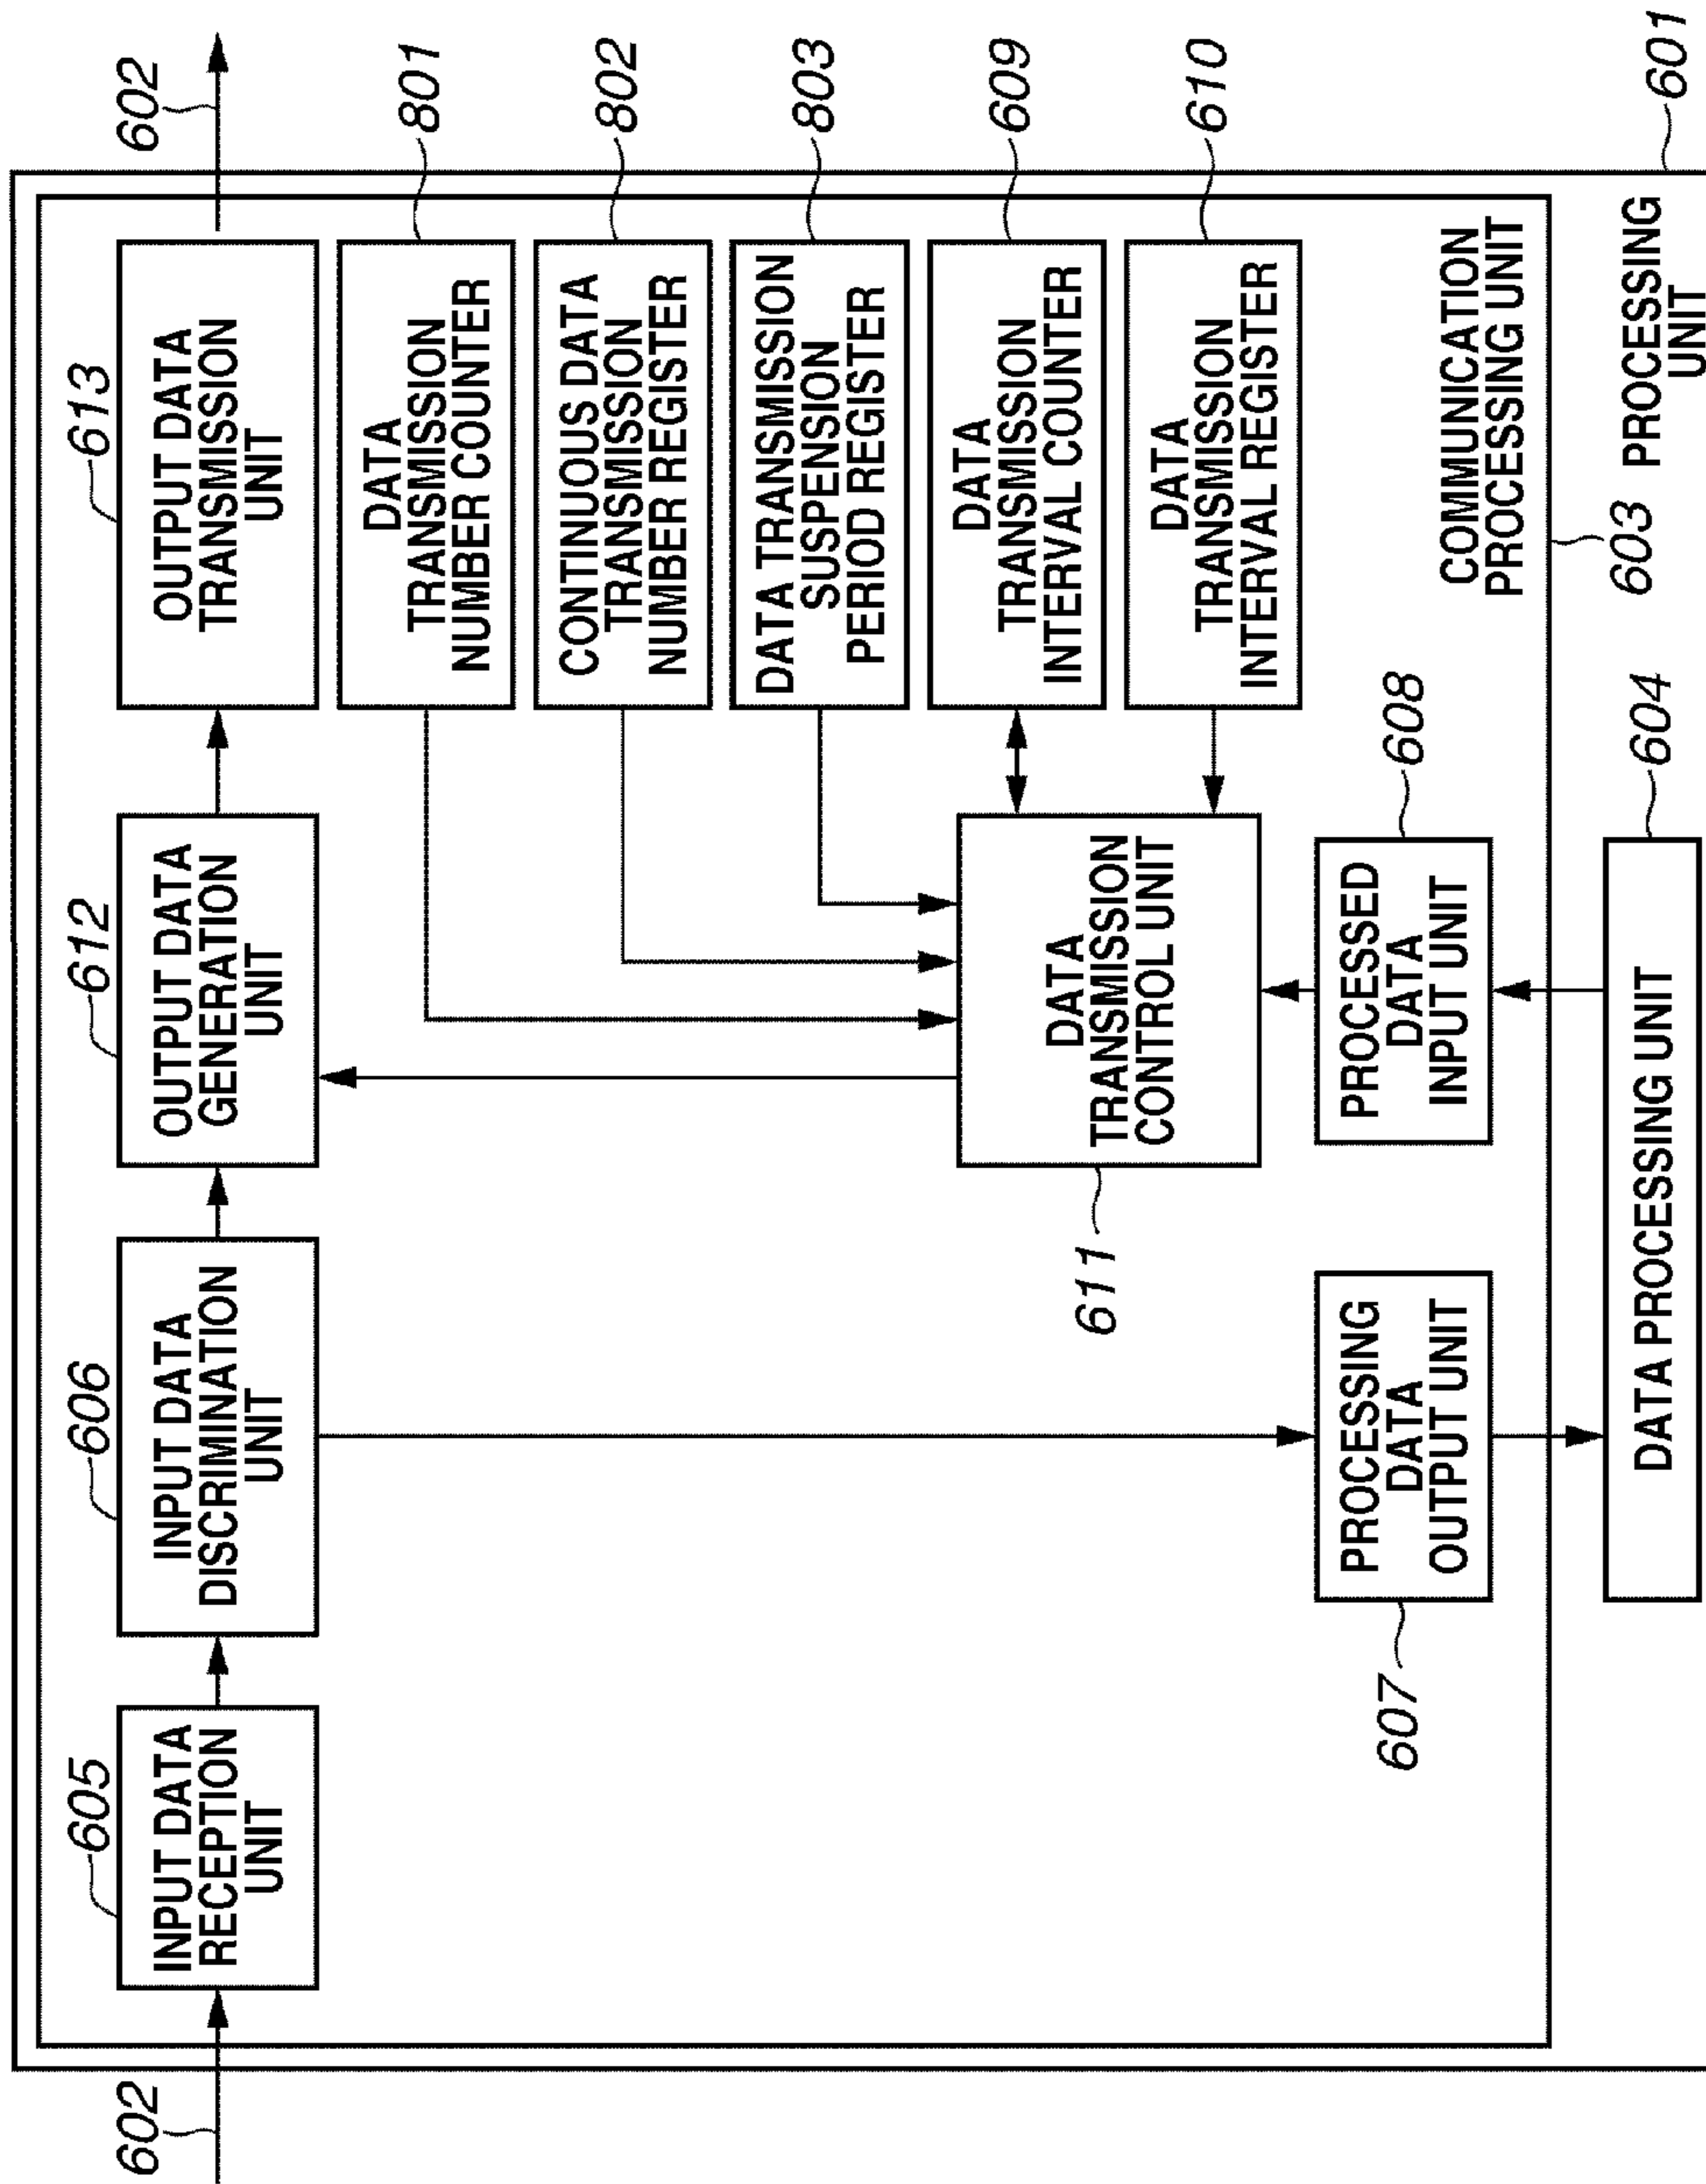 602
605
INPUT DATA
RECEPTION
UNIT
606
INPUT DATA
DISCRIMINATION
UNIT
612
OUTPUT DATA
GENERATION
UNIT
613
OUTPUT DATA
TRANSMISSION
UNIT
602
DATA
TRANSMISSION
NUMBER COUNTER
801
CONTINUOUS DATA
TRANSMISSION
NUMBER REGISTER
802
DATA TRANSMISSION
SUSPENSION
PERIOD REGISTER
803
DATA
TRANSMISSION
INTERVAL COUNTER
609
DATA
TRANSMISSION
INTERVAL REGISTER
610
DATA
TRANSMISSION
CONTROL UNIT
611
607
PROCESSING
DATA
OUTPUT UNIT
PROCESSED
DATA
INPUT UNIT
608
COMMUNICATION
PROCESSING UNIT
603
DATA PROCESSING UNIT
604
PROCESSING
UNIT
601